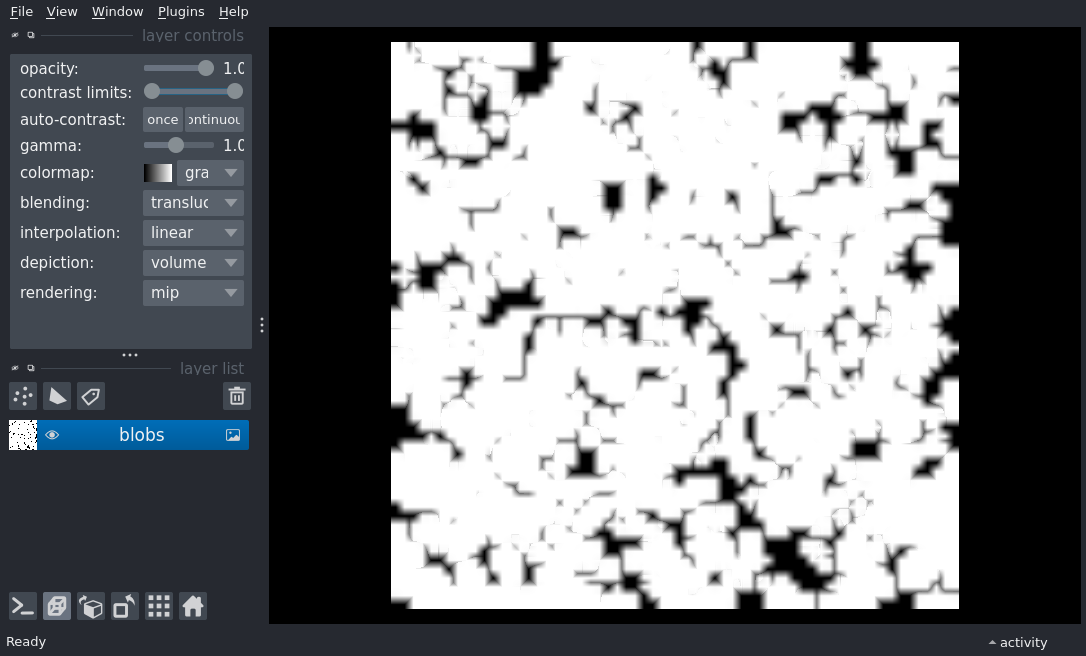 File View Window Plugins Help
layer controls
opacity: 1.0
contrast limits:
auto-contrast: once ontinuou
gamma: 1.0
colormap: gra
blending: transluc
interpolation: linear
depiction: volume
rendering: mip
layer list
blobs
Ready
activity